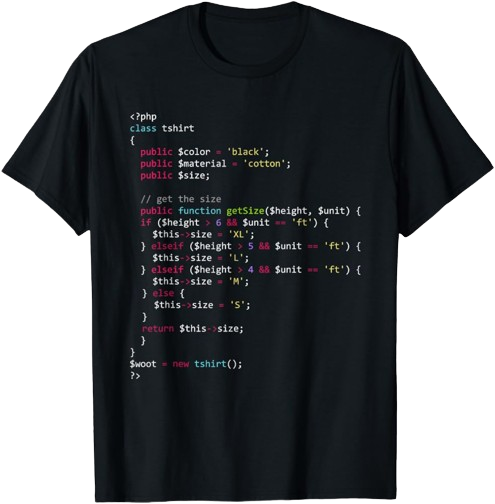 <?php
class tshirt
{
public $color = 'black';
public $material = 'cotton';
public $size;
// get the size
public function getSize($height, $unit) {
if ($height > 6 && $unit == 'ft') {
$this->size = 'XL';
} elseif ($height > 5 && $unit == 'ft') {
$this->size = 'L';
} elseif ($height > 4 && $unit == 'ft') {
$this->size = 'M';
} else {
$this->size = 'S';
}
return $this->size;
}
}
$woot = new tshirt();
?>